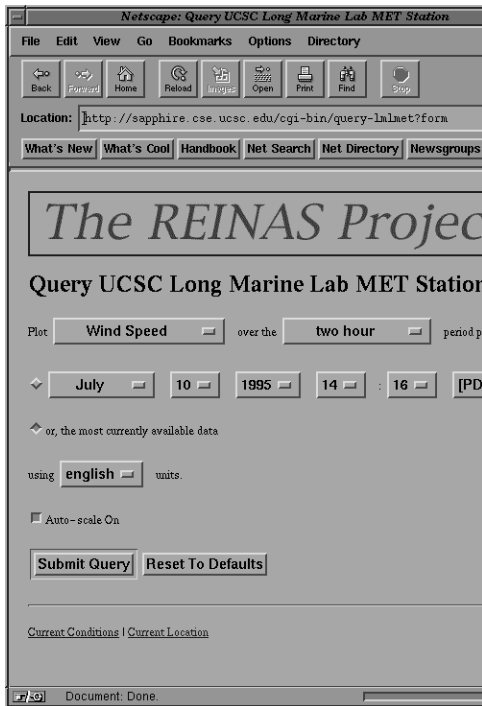 Netscape: Query UCSC Long Marine Lab MET Station
File Edit View Go Bookmarks Options Directory
Back Forward Home Reload Images Open Print Find Stop
Location: http://sapphire.cse.ucsc.edu/cgi-bin/query-lmlmet?form
What's New What's Cool Handbook Net Search Net Directory Newsgroups
The REINAS Projec
Query UCSC Long Marine Lab MET Station
Plot Wind Speed over the two hour period p
July 10 1995 14 : 16 [PD
or, the most currently available data
using english units.
Auto-scale On
Submit Query Reset To Defaults
Current Conditions | Current Location
Document: Done.